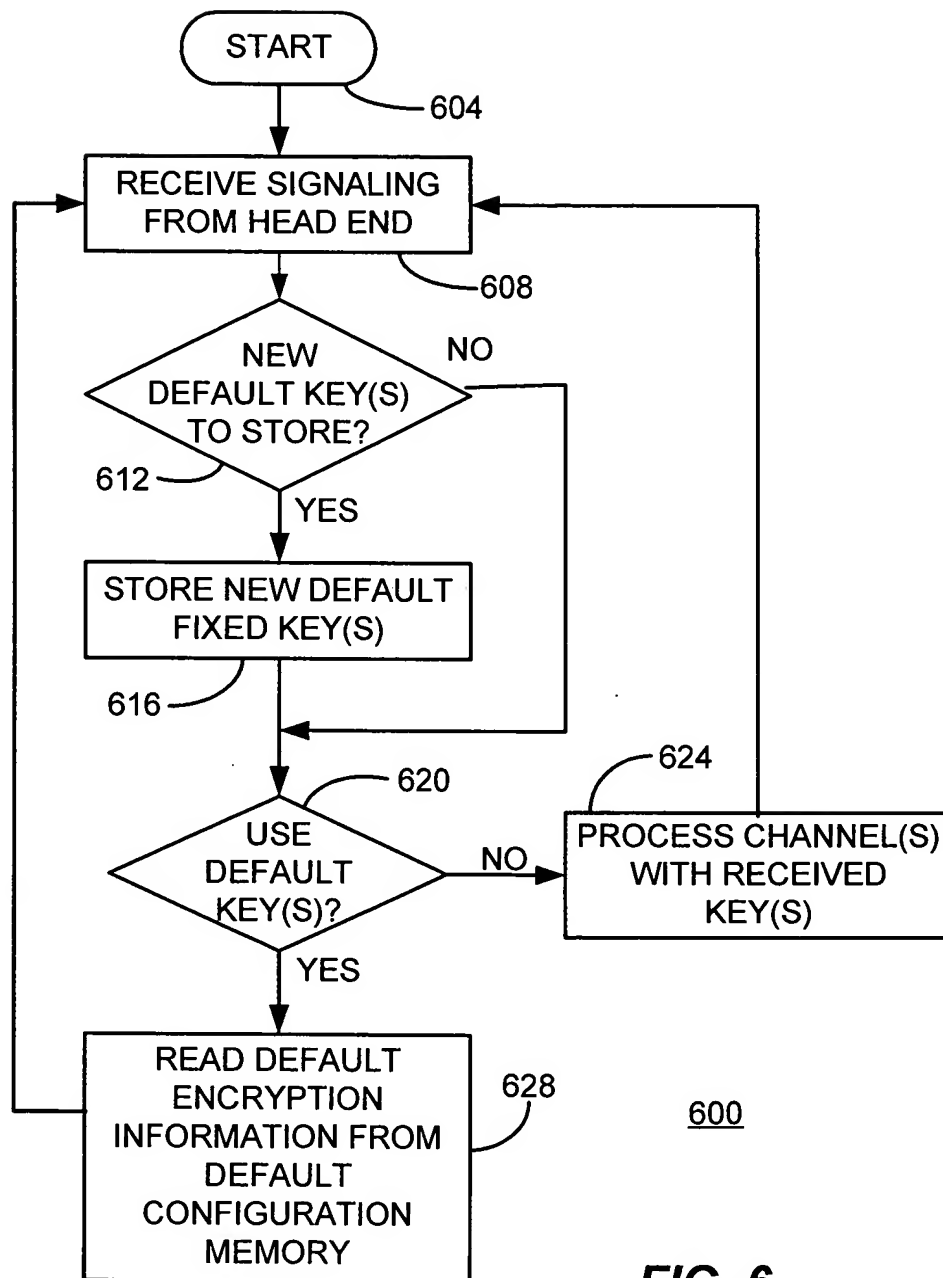 START
604
RECEIVE SIGNALING
FROM HEAD END
608
NEW
DEFAULT KEY(S)
TO STORE?
NO
612
YES
STORE NEW DEFAULT
FIXED KEY(S)
616
620
USE
DEFAULT
KEY(S)?
NO
624
PROCESS CHANNEL(S)
WITH RECEIVED
KEY(S)
YES
READ DEFAULT
ENCRYPTION
INFORMATION FROM
DEFAULT
CONFIGURATION
MEMORY
628
600
FIG. 6